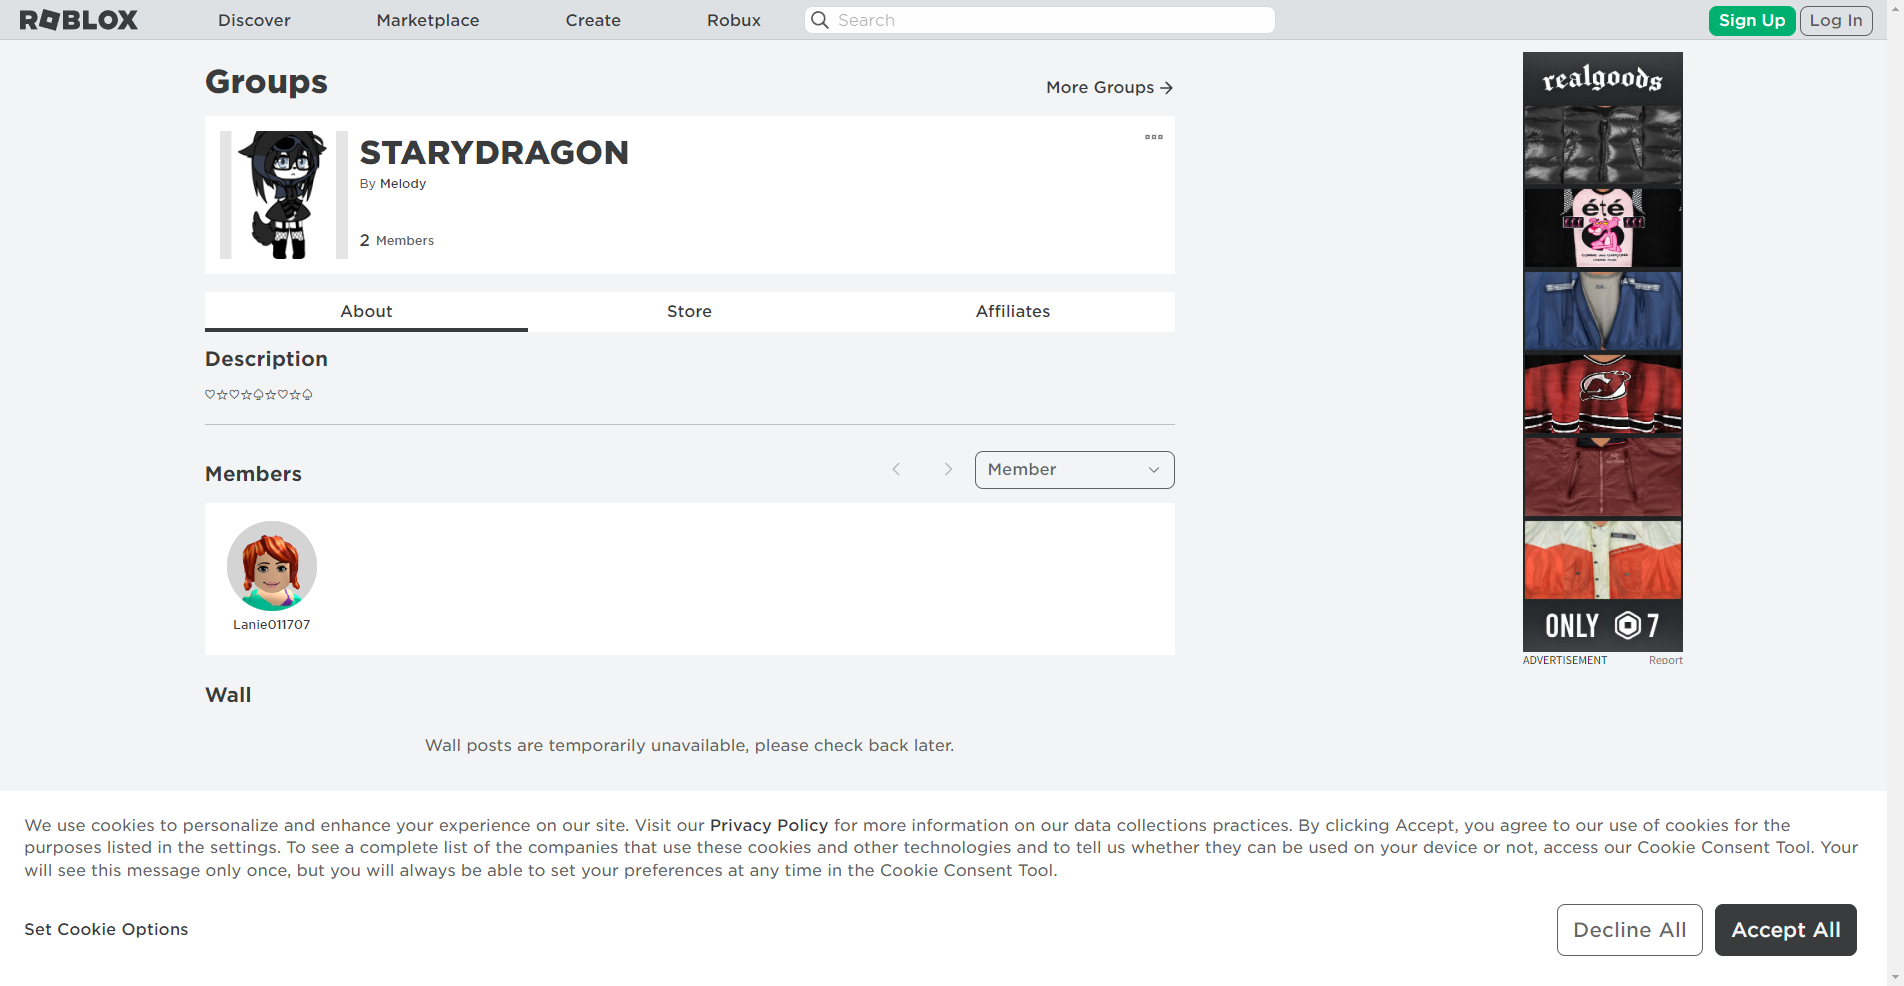 ROBLOX Discover Marketplace Create Robux Search Sign Up Log In
Groups
More Groups
STARYDRAGON
By Melody
2 Members
About Store Affiliates
Description
♡☆♡☆♤☆♡☆♤
Members
Member
Lanie011707
Wall
Wall posts are temporarily unavailable, please check back later.
realgoods
été
ONLY 7
ADVERTISEMENT Report
We use cookies to personalize and enhance your experience on our site. Visit our Privacy Policy for more information on our data collections practices. By clicking Accept, you agree to our use of cookies for the
purposes listed in the settings. To see a complete list of the companies that use these cookies and other technologies and to tell us whether they can be used on your device or not, access our Cookie Consent Tool. Your
will see this message only once, but you will always be able to set your preferences at any time in the Cookie Consent Tool.
Set Cookie Options
Decline All
Accept All